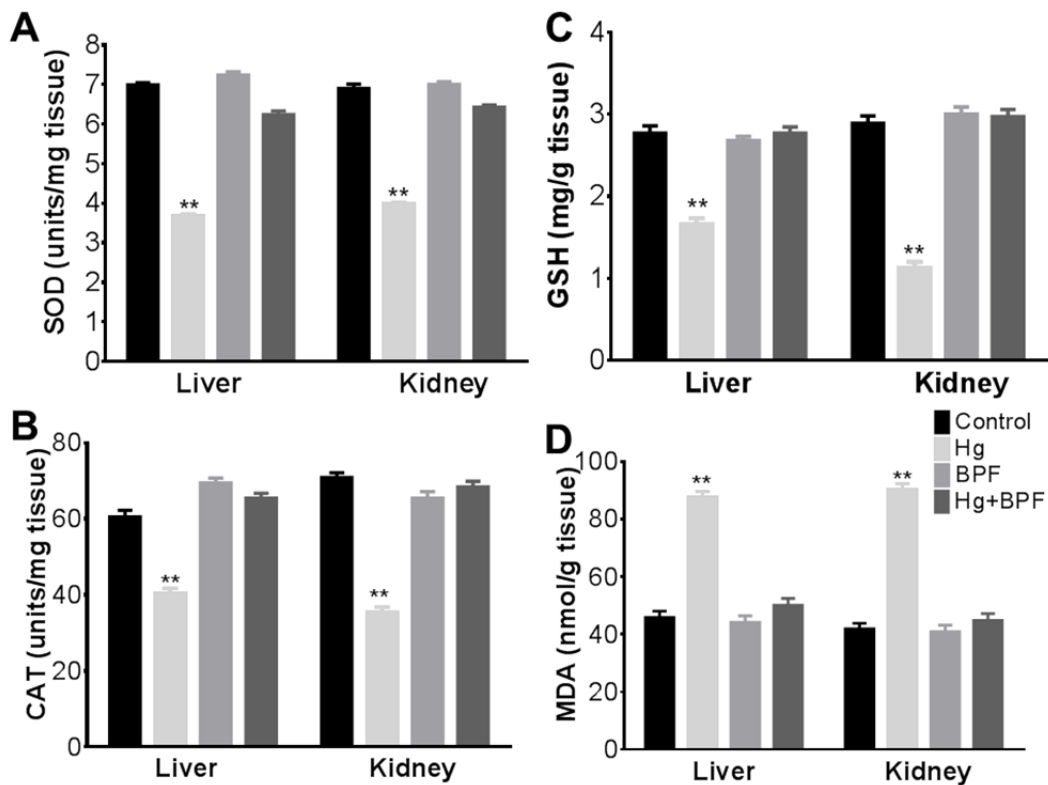 A
SOD (units/mg tissue)
8
7
6
5
4
3
2
1
0
**
**
Liver
Kidney
C
GSH (mg/g tissue)
4
3
2
1
0
**
**
Liver
Kidney
B
CAT (units/mg tissue)
80
60
40
20
0
**
**
Liver
Kidney
D
MDA (nmol/g tissue)
100
80
60
40
20
0
**
**
Liver
Kidney
Control
Hg
BPF
Hg+BPF